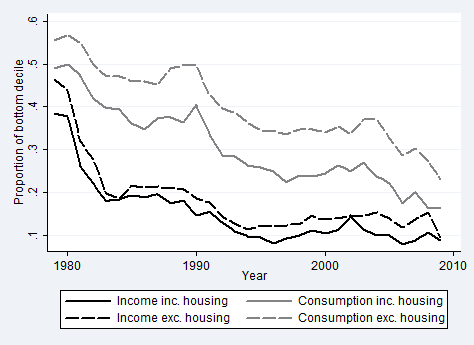 .6
.5
.4
.3
.2
.1
Proportion of bottom decile
1980
1990
2000
2010
Year
Income inc. housing
Consumption inc. housing
Income exc. housing
Consumption exc. housing